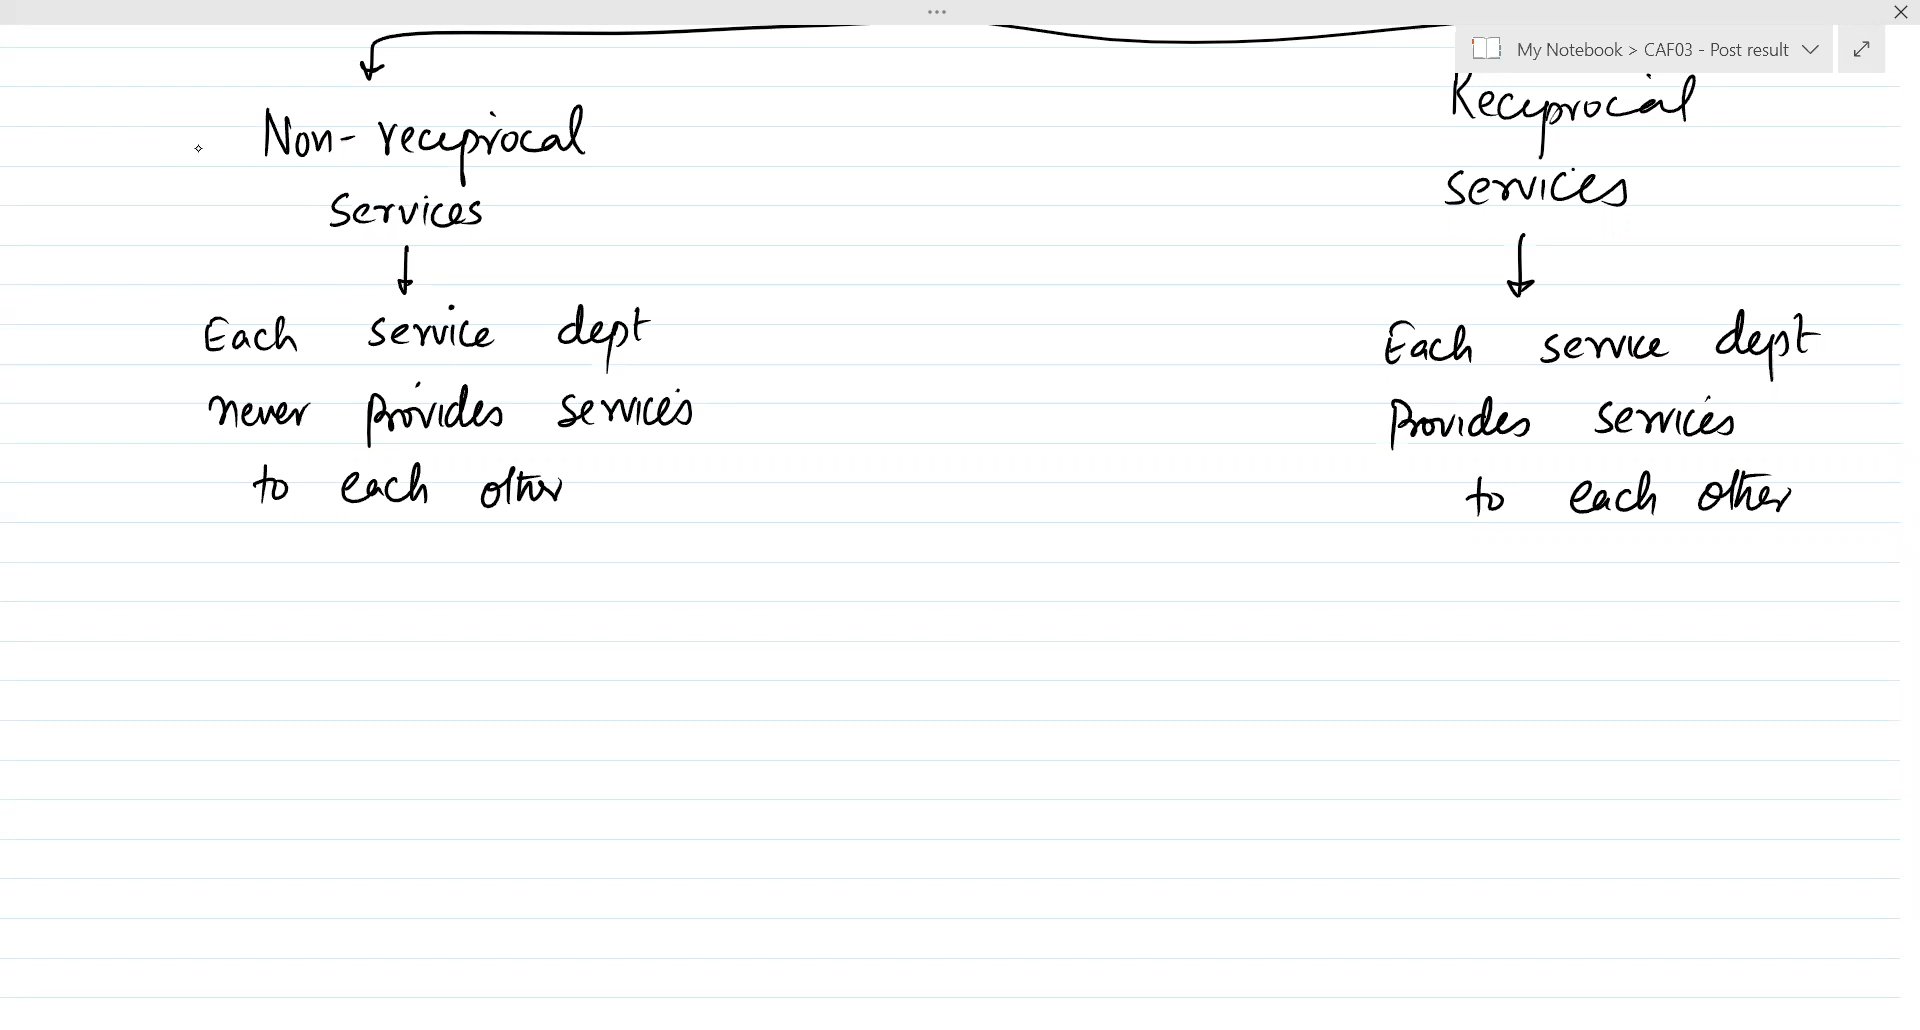 My Notebook > CAF03 - Post result
Non-reciprocal
Services
Each service dept
never provides services
to each other
Reciprocial
services
Each service dept
Provides services
to each other